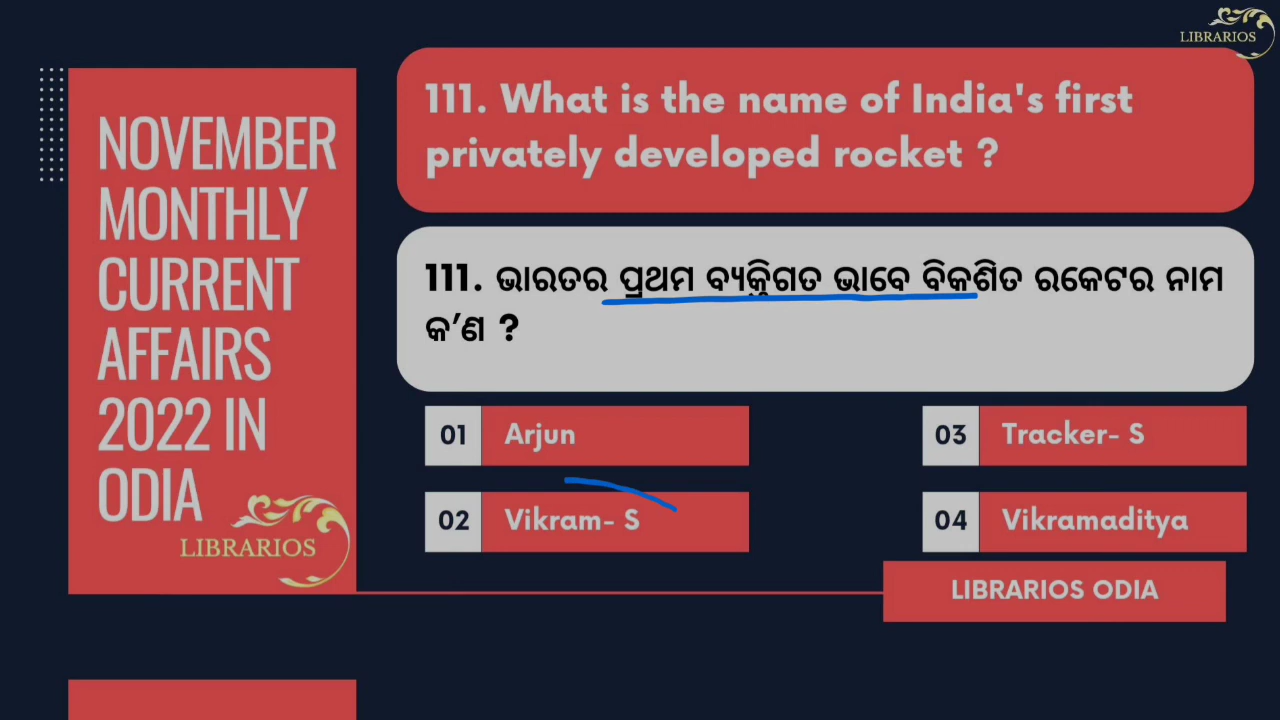 LIBRARIOS
NOVEMBER
MONTHLY
CURRENT
AFFAIRS
2022 IN
ODIA
LIBRARIOS
111. What is the name of India's first
privately developed rocket ?
111. ଭାରତର ପ୍ରଥମ ବ୍ୟକ୍ତିଗତ ଭାବେ ବିକଶିତ ରକେଟର ନାମ
କ'ଣ ?
01 Arjun
02 Vikram- S
03 Tracker- S
04 Vikramaditya
LIBRARIOS ODIA